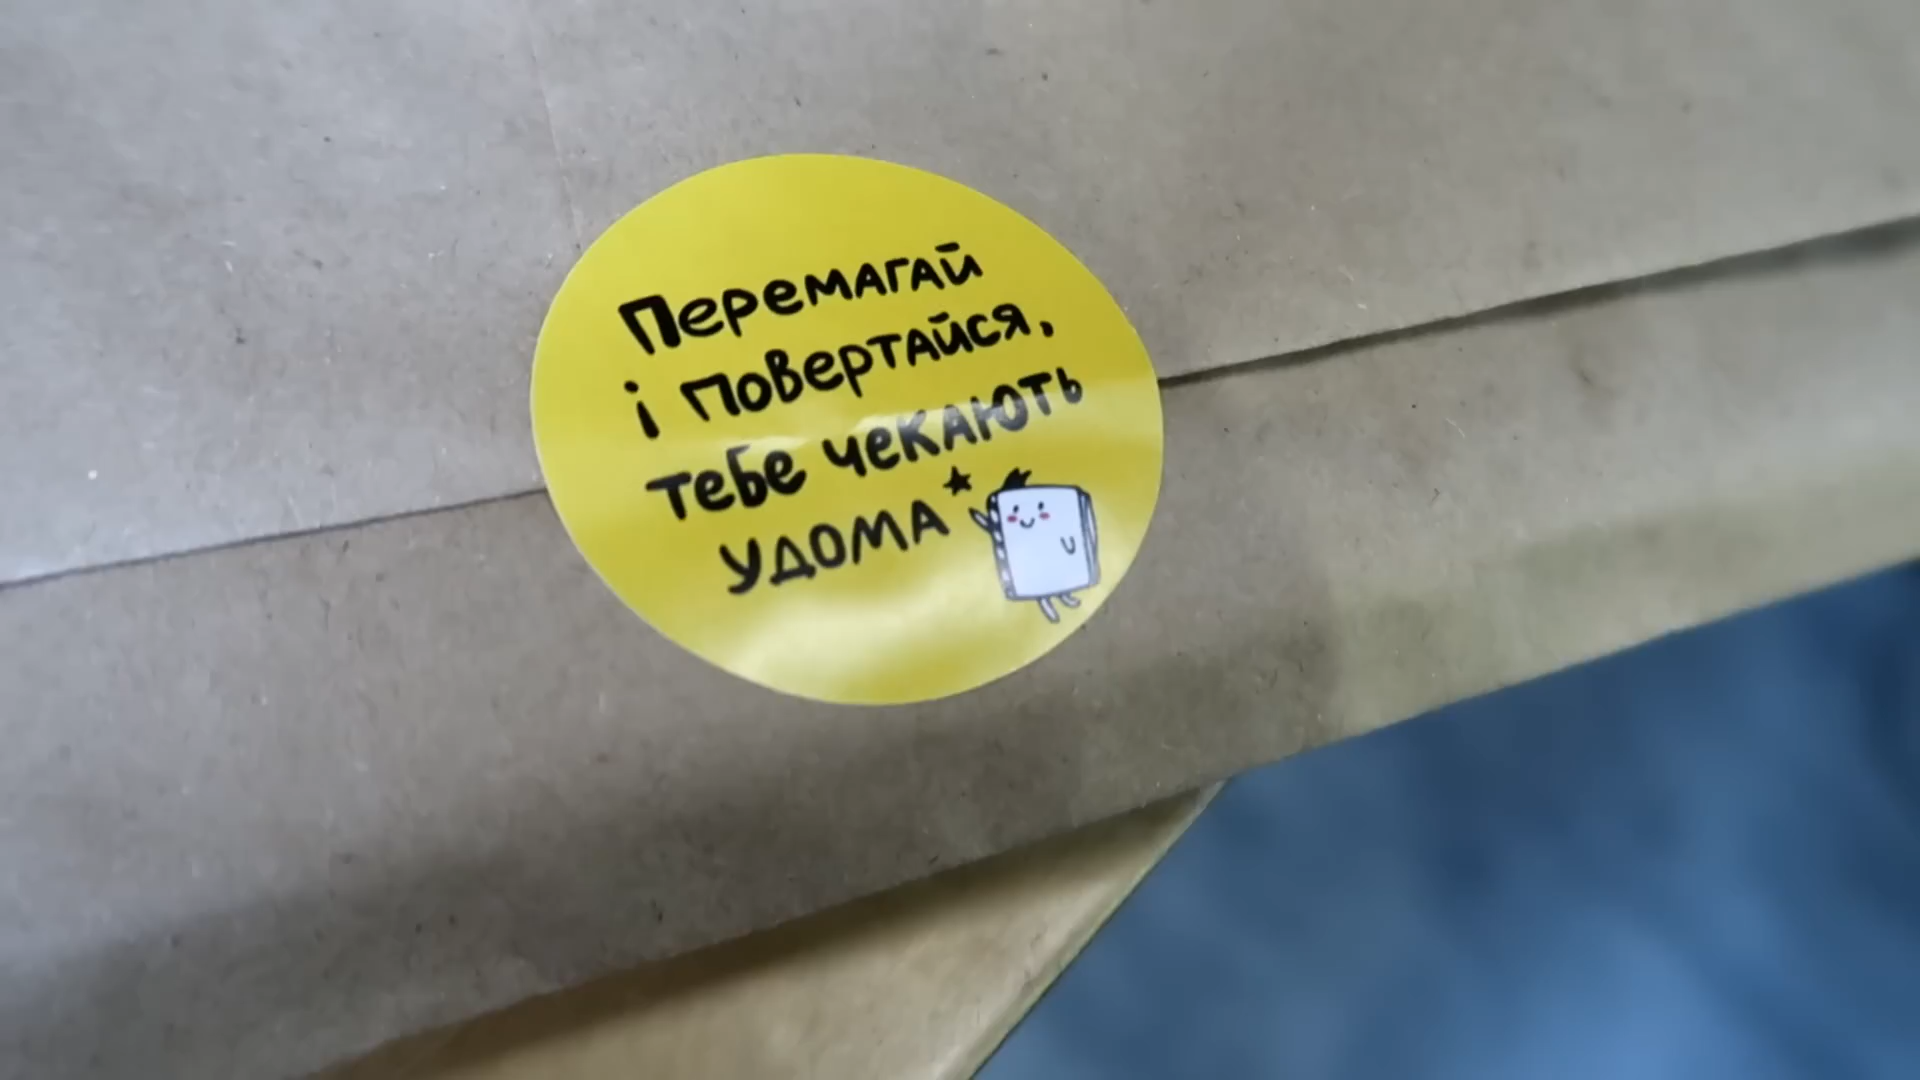 Перемагай
і повертайся,
тебе чекають
удома